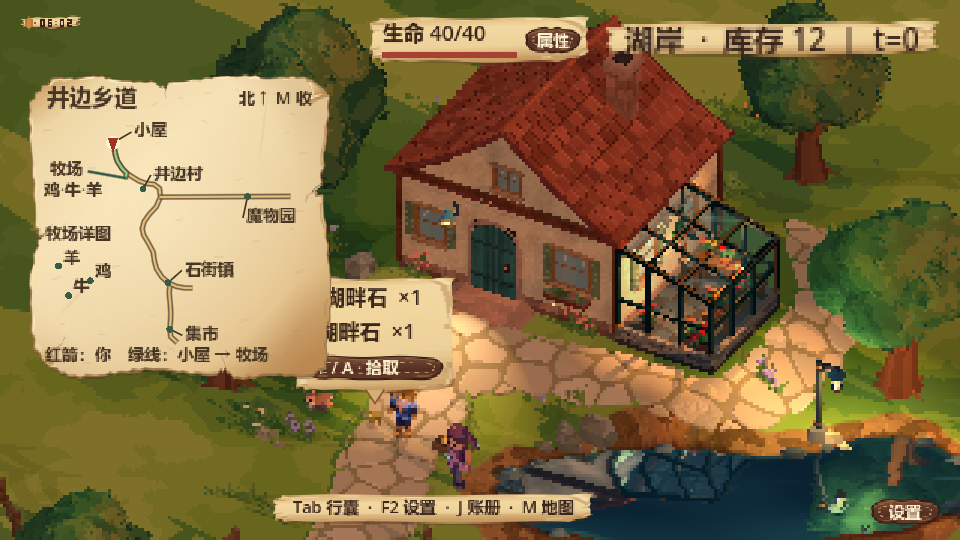 06:02
生命 40/40
属性
湖岸 · 库存 12 | t=0
井边乡道
北↑ M 收
小屋
牧场
鸡·牛·羊
井边村
魔物园
牧场详图
羊
鸡
牛
石街镇
集市
红箭: 你 绿线: 小屋 — 牧场
湖畔石 ×1
湖畔石 ×1
/ A : 拾取
Tab 行囊 · F2 设置 · J 账册 · M 地图
设置